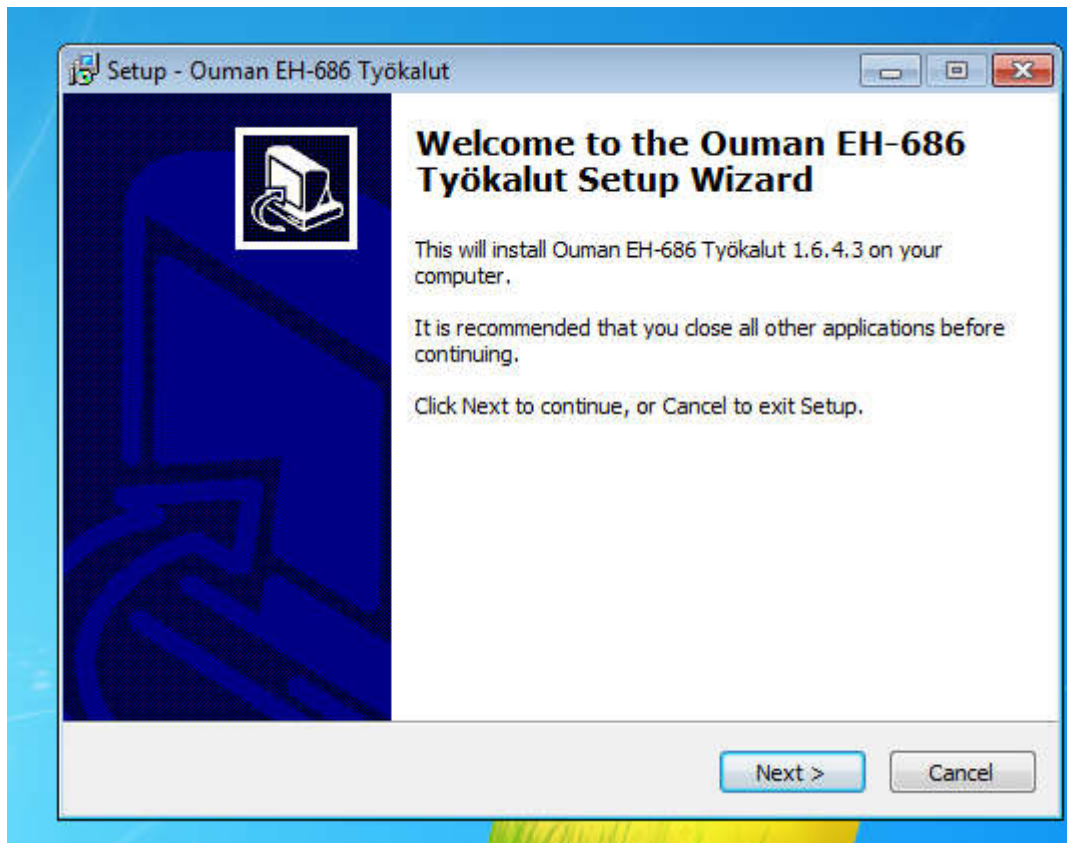 Setup - Ouman EH-686 Työkalut
Welcome to the Ouman EH-686
Työkalut Setup Wizard
This will install Ouman EH-686 Työkalut 1.6.4.3 on your
computer.
It is recommended that you close all other applications before
continuing.
Click Next to continue, or Cancel to exit Setup.
Next >
Cancel